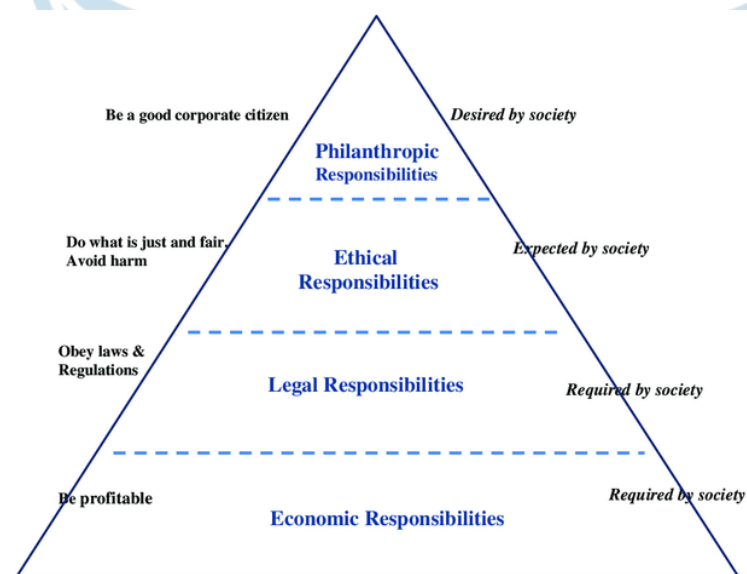 Be a good corporate citizen
Desired by society
Philanthropic
Responsibilities
Do what is just and fair.
Avoid harm
Expected by society
Ethical
Responsibilities
Obey laws &
Regulations
Legal Responsibilities
Required by society
Be profitable
Required by society
Economic Responsibilities